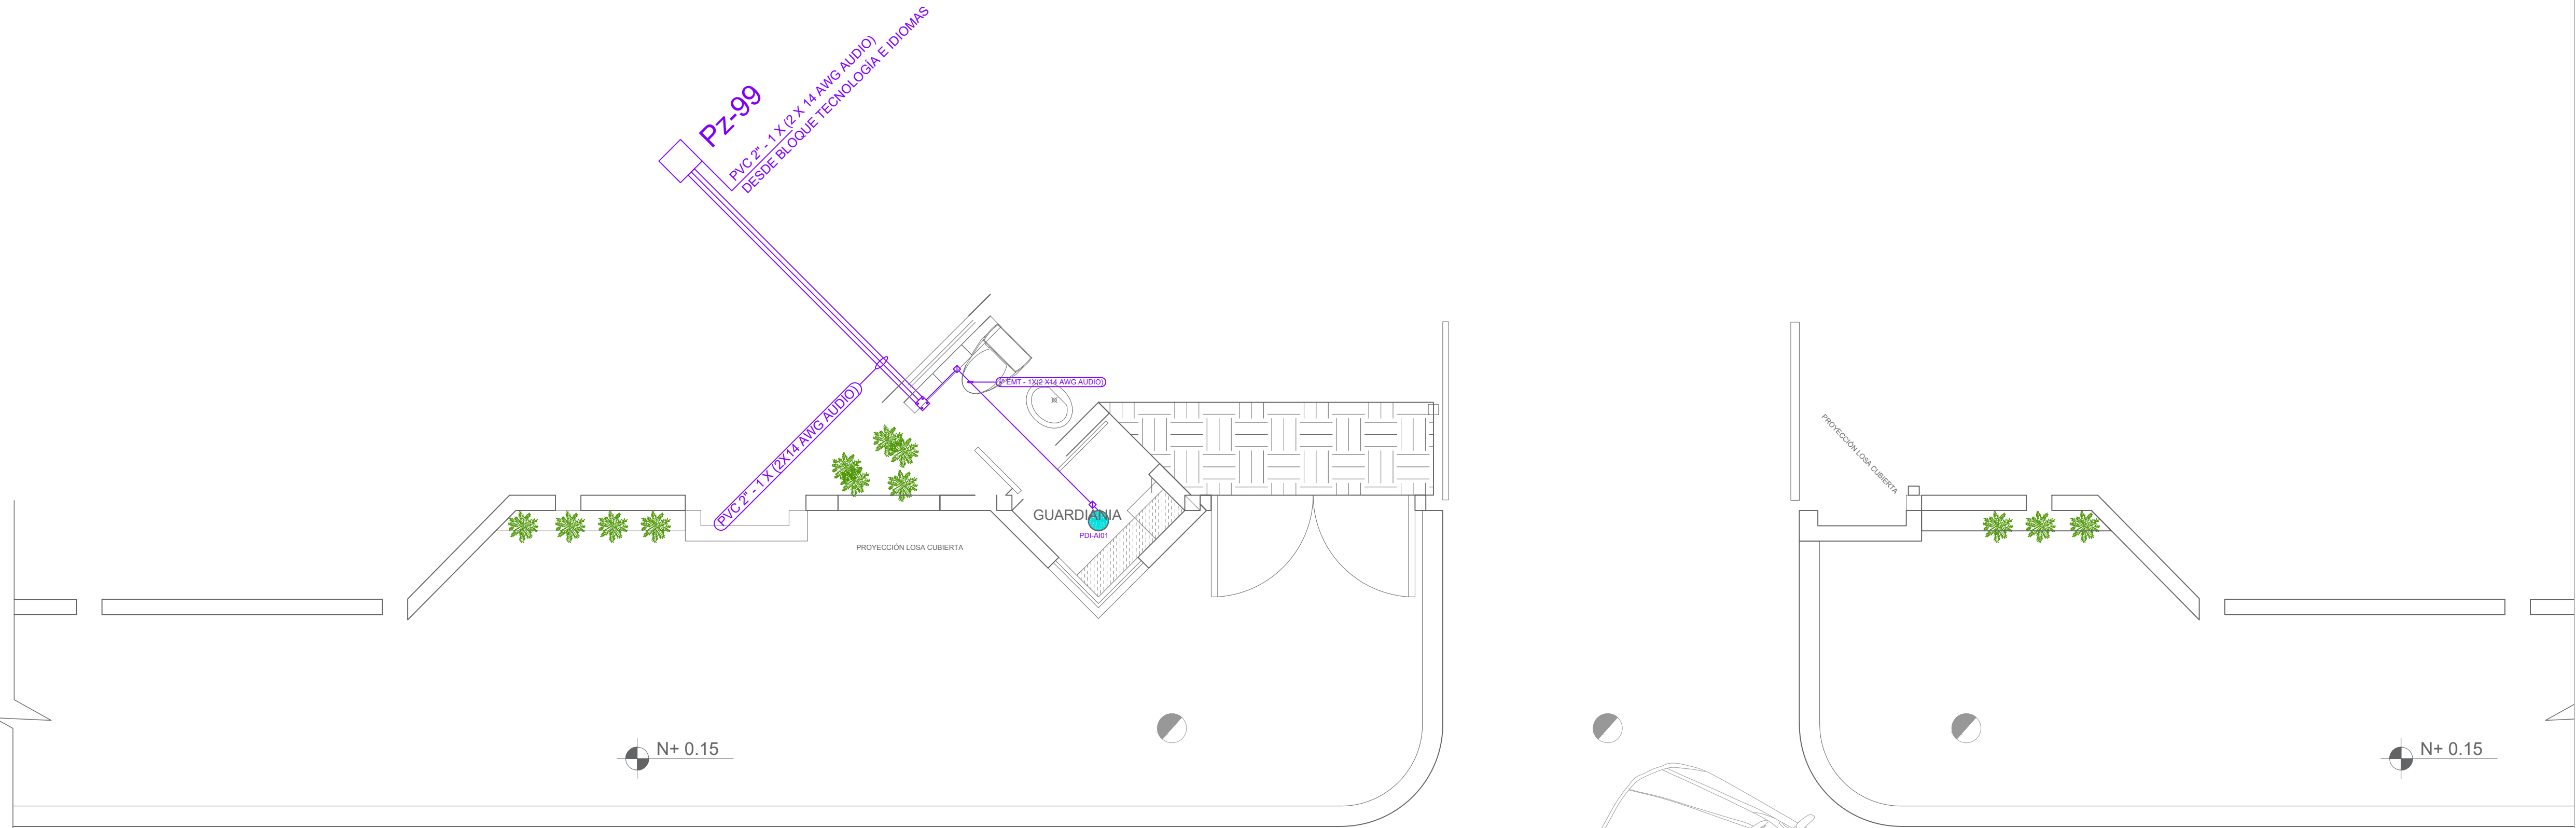 Pz-99
PVC 2" - 1 X (2 X 14 AWG AUDIO)
DESDE BLOQUE TECNOLOGÍA E IDIOMAS
PVC 2" - 1 X (2X14 AWG AUDIO)
EMT - 1X(2 X14 AWG AUDIO)
GUARDIANIA
PDI-AI01
PROYECCIÓN LOSA CUBIERTA
PROYECCIÓN LOSA CUBIERTA
N+ 0.15
N+ 0.15